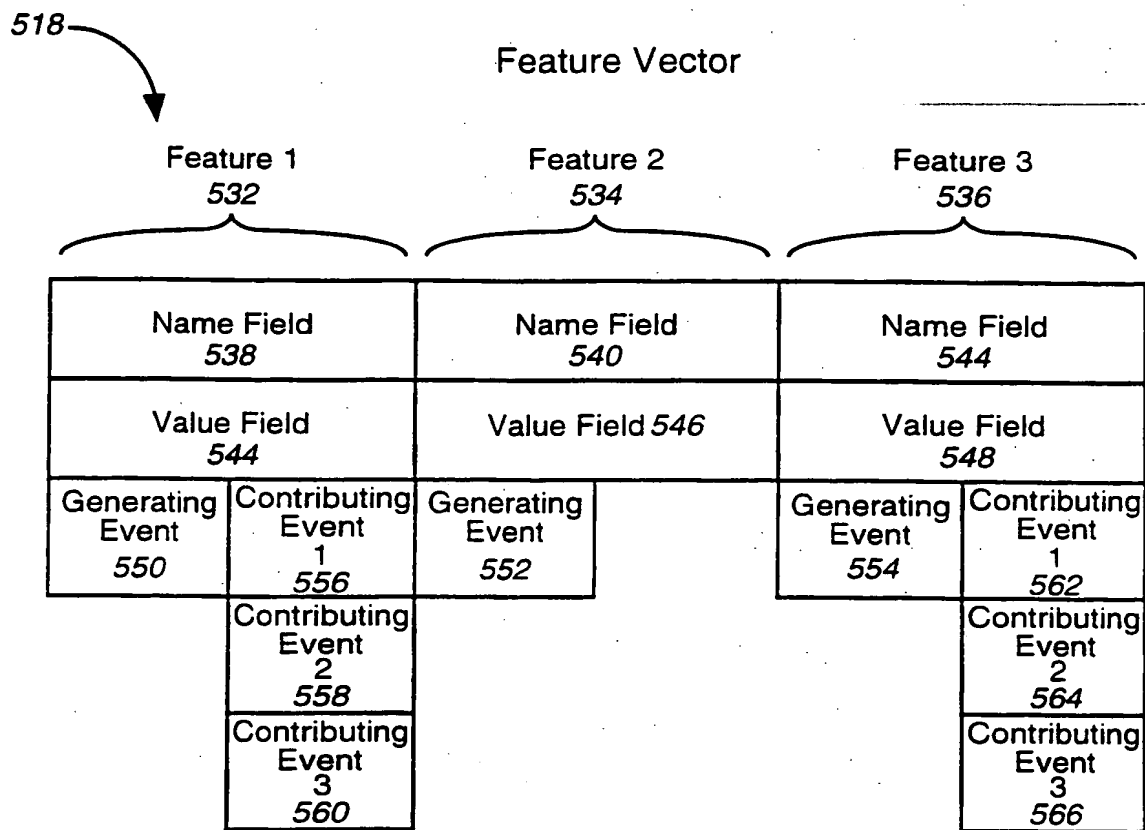 518
Feature Vector
Feature 1
532
Feature 2
534
Feature 3
536
Name Field
538
Name Field
540
Name Field
544
Value Field
544
Value Field 546
Value Field
548
Generating
Event
550
Contributing
Event
1
556
Generating
Event
552
Generating
Event
554
Contributing
Event
1
562
Contributing
Event
2
558
Contributing
Event
2
564
Contributing
Event
3
560
Contributing
Event
3
566